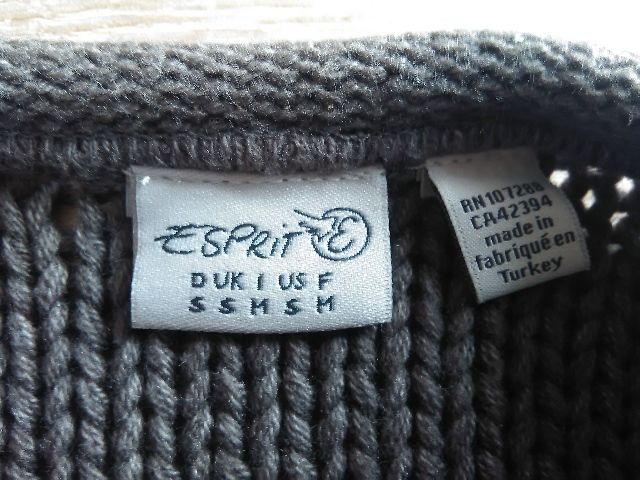 ESPRIT E
D UK I US F
S S M S M
RN107288
CA42394
made in
fabriqué en
Turkey